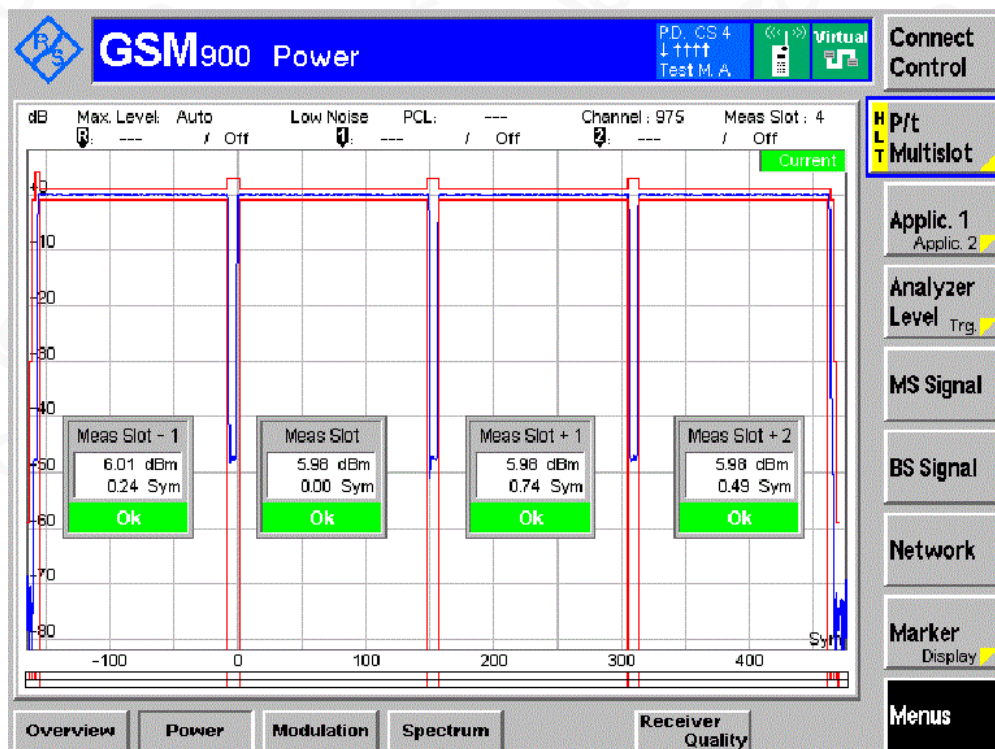 R/S
GSM900 Power
P.D. CS 4
↓ ↑↑↑↑
Test M. A.
Virtual
Connect Control
dB Max. Level: Auto Low Noise PCL: --- Channel : 975 Meas Slot : 4
R: --- / Off 1: --- / Off 2: --- / Off
Current
+0
-10
-20
-30
-40
-50
-60
-70
-80
Meas Slot - 1
6.01 dBm
0.24 Sym
Ok
Meas Slot
5.98 dBm
0.00 Sym
Ok
Meas Slot + 1
5.98 dBm
0.74 Sym
Ok
Meas Slot + 2
5.98 dBm
0.49 Sym
Ok
Sym
-100 0 100 200 300 400
HLT
P/t
Multislot
Applic. 1
Applic. 2
Analyzer
Level Trg.
MS Signal
BS Signal
Network
Marker
Display
Menus
Overview
Power
Modulation
Spectrum
Receiver
Quality